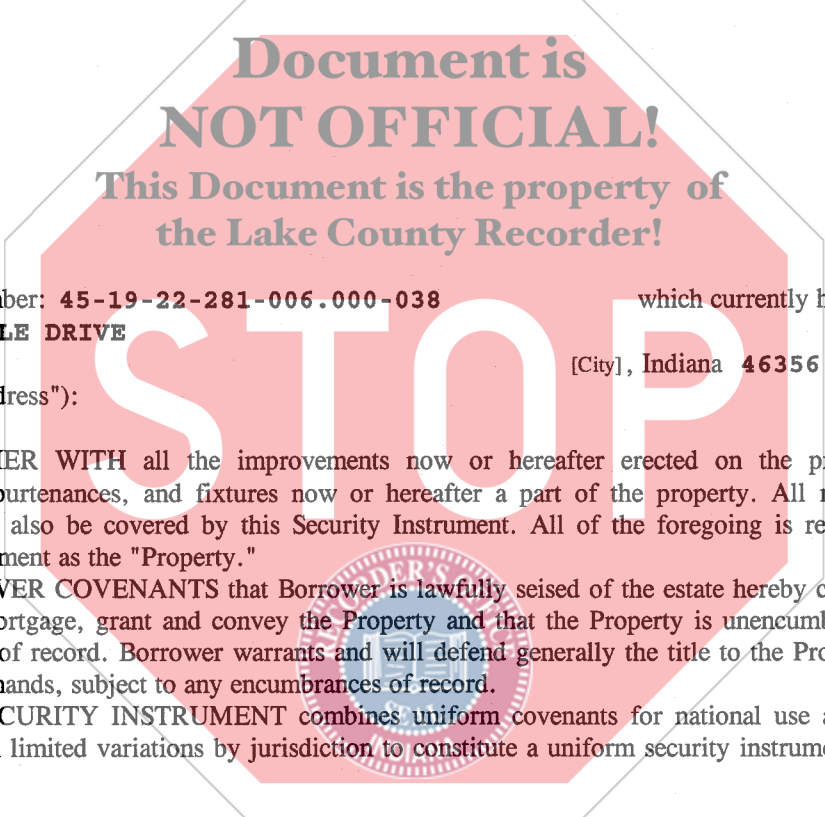 Document is
NOT OFFICIAL!
This Document is the property of
the Lake County Recorder!
ber: 45-19-22-281-006.000-038 which currently h
LE DRIVE
[City], Indiana 46356
dress"):
STOP
ER WITH all the improvements now or hereafter erected on the p
purtenances, and fixtures now or hereafter a part of the property. All
also be covered by this Security Instrument. All of the foregoing is re
ment as the "Property."
VER COVENANTS that Borrower is lawfully seised of the estate hereby c
ortgage, grant and convey the Property and that the Property is unencumb
of record. Borrower warrants and will defend generally the title to the Pro
ands, subject to any encumbrances of record.
CURITY INSTRUMENT combines uniform covenants for national use a
limited variations by jurisdiction to constitute a uniform security instrume
SEAL
INDIANA